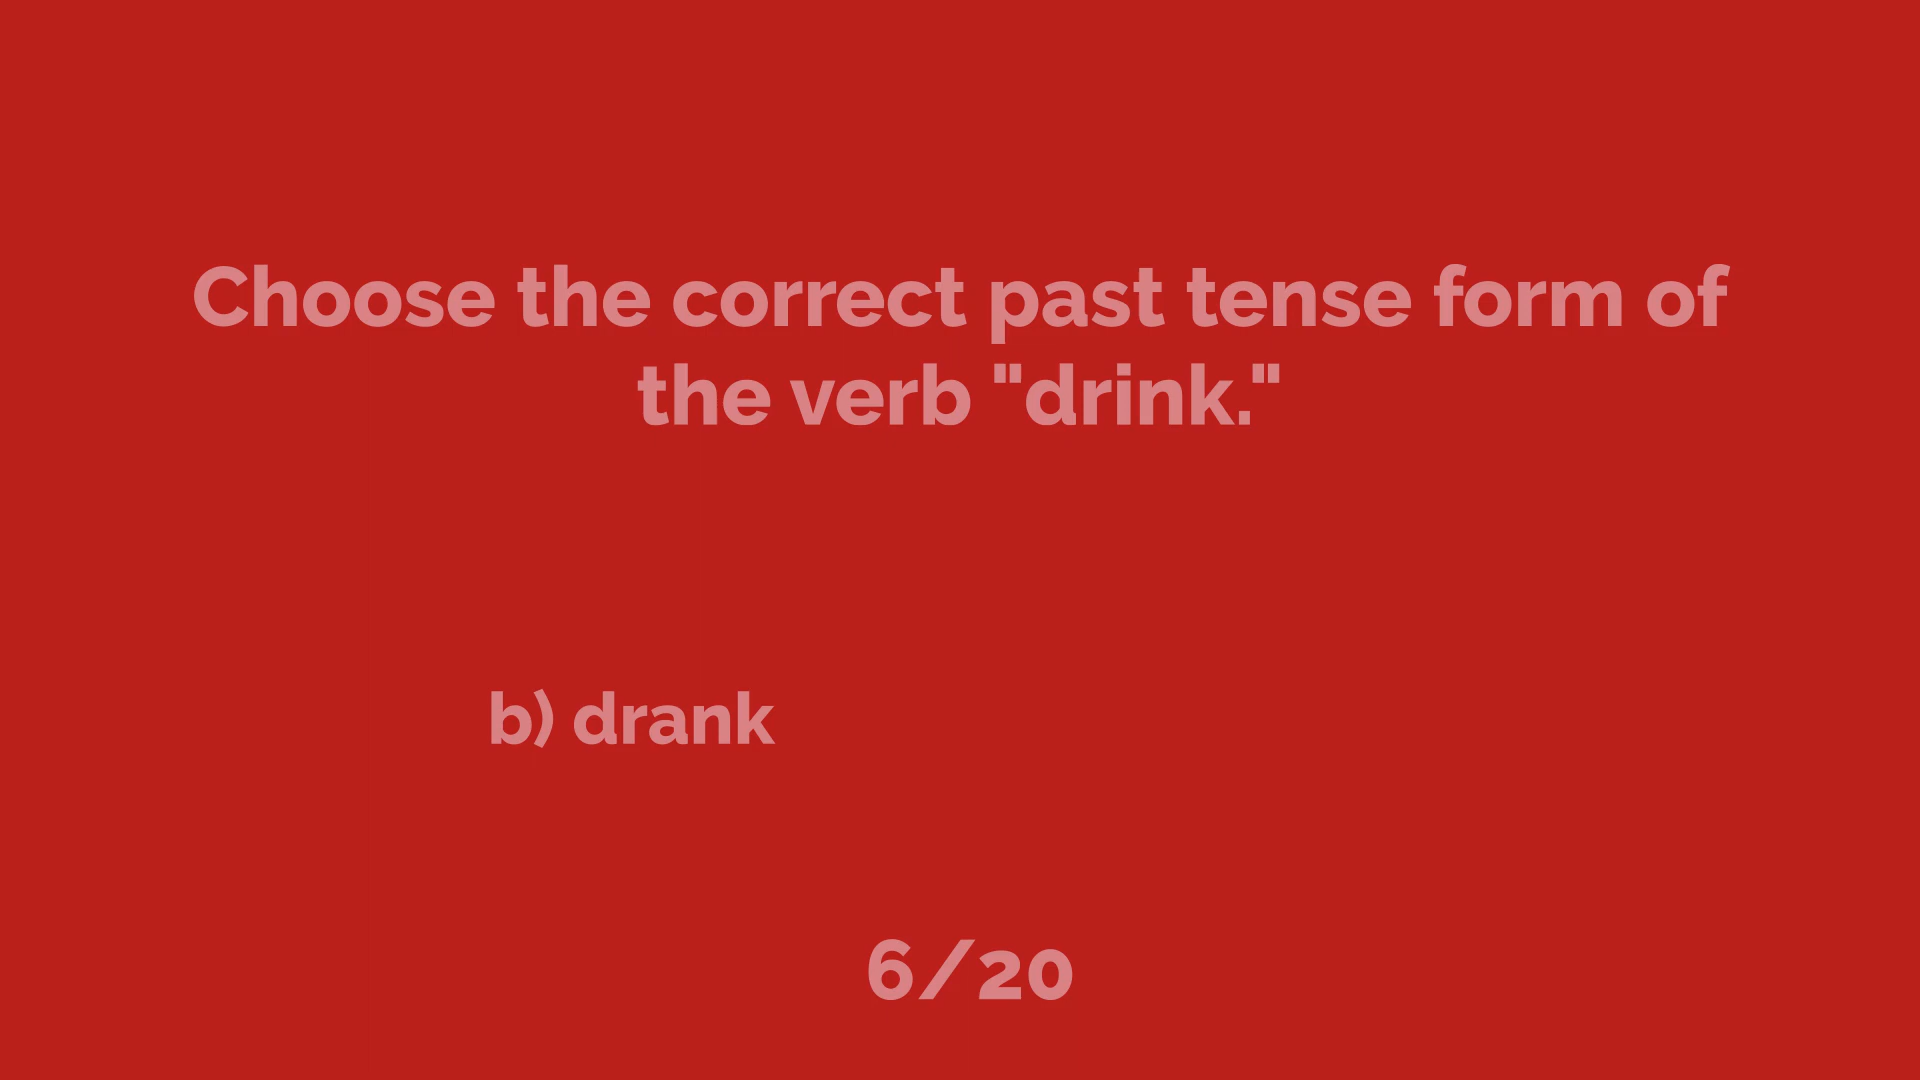 Choose the correct past tense form of
the verb "drink."
b) drank
6/20